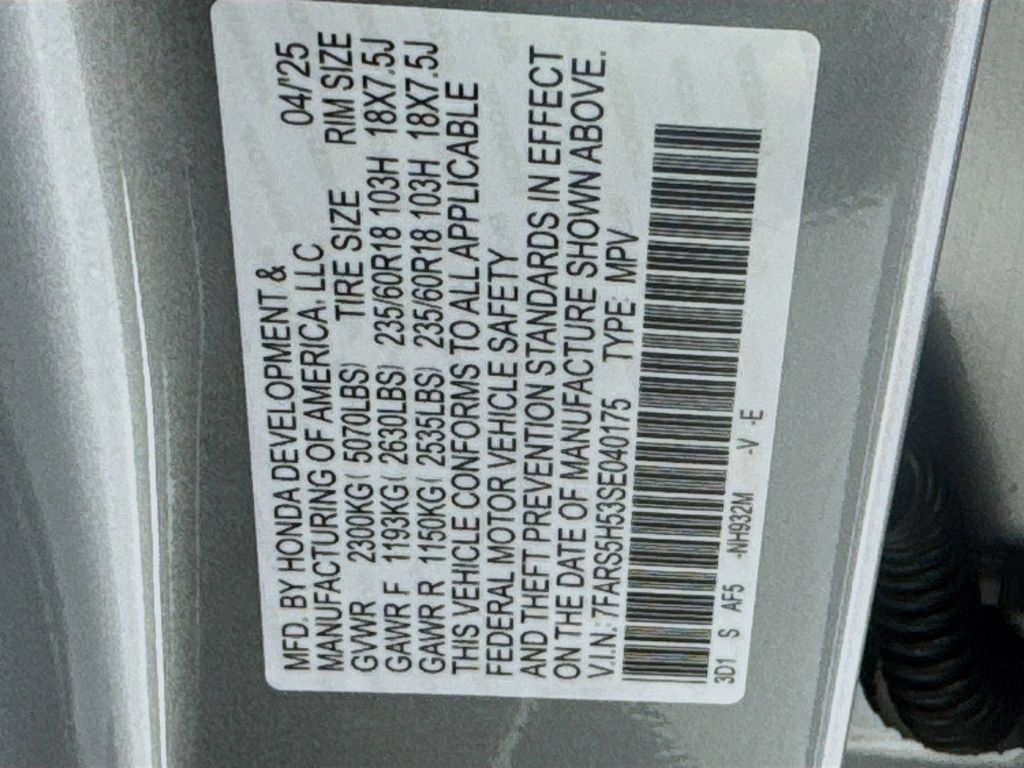 MFD. BY HONDA DEVELOPMENT & 04/'25
MANUFACTURING OF AMERICA, LLC
TIRE SIZE RIM SIZE
GVWR 2300KG( 5070LBS)
GAWR F 1193KG( 2630LBS) 235/60R18 103H 18X7.5J
GAWR R 1150KG( 2535LBS) 235/60R18 103H 18X7.5J
THIS VEHICLE CONFORMS TO ALL APPLICABLE
FEDERAL MOTOR VEHICLE SAFETY
AND THEFT PREVENTION STANDARDS IN EFFECT
ON THE DATE OF MANUFACTURE SHOWN ABOVE.
V.I.N.: 7FARS5H53SE040175 TYPE: MPV
3D1 S AF5 -NH932M -V -E